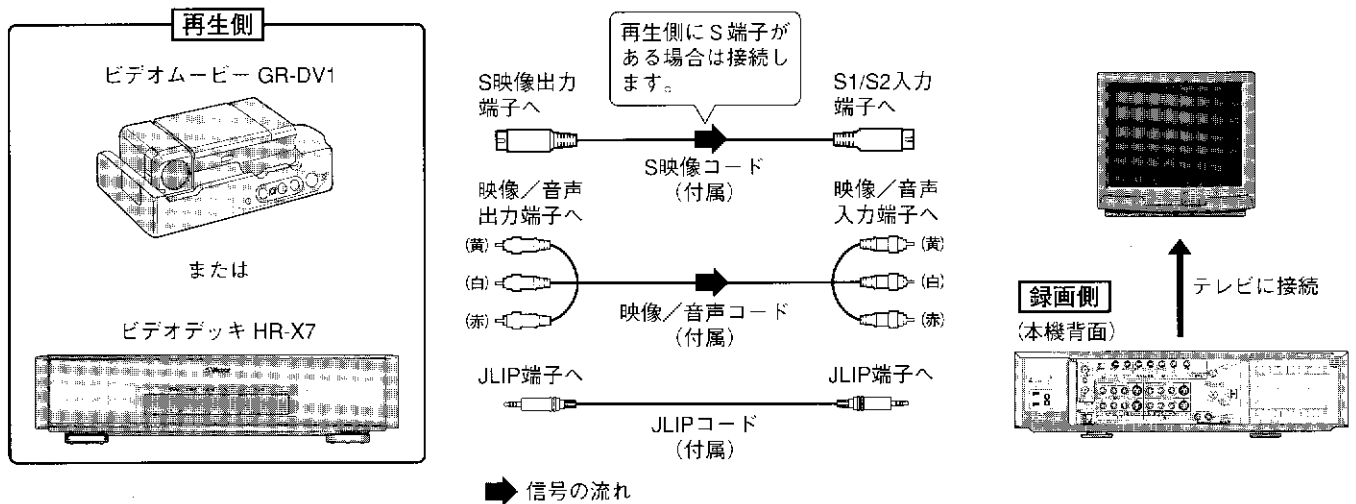 再生側
ビデオムービー GR-DV1
または
ビデオデッキ HR-X7
Victor
再生側にS端子が
ある場合は接続し
ます。
S映像出力
端子へ
S1/S2入力
端子へ
S映像コード
(付属)
映像／音声
出力端子へ
映像／音声
入力端子へ
(黄)
(白)
(赤)
(黄)
(白)
(赤)
映像／音声コード
(付属)
JLIP端子へ
JLIP端子へ
JLIPコード
(付属)
信号の流れ
テレビに接続
録画側
(本機背面)